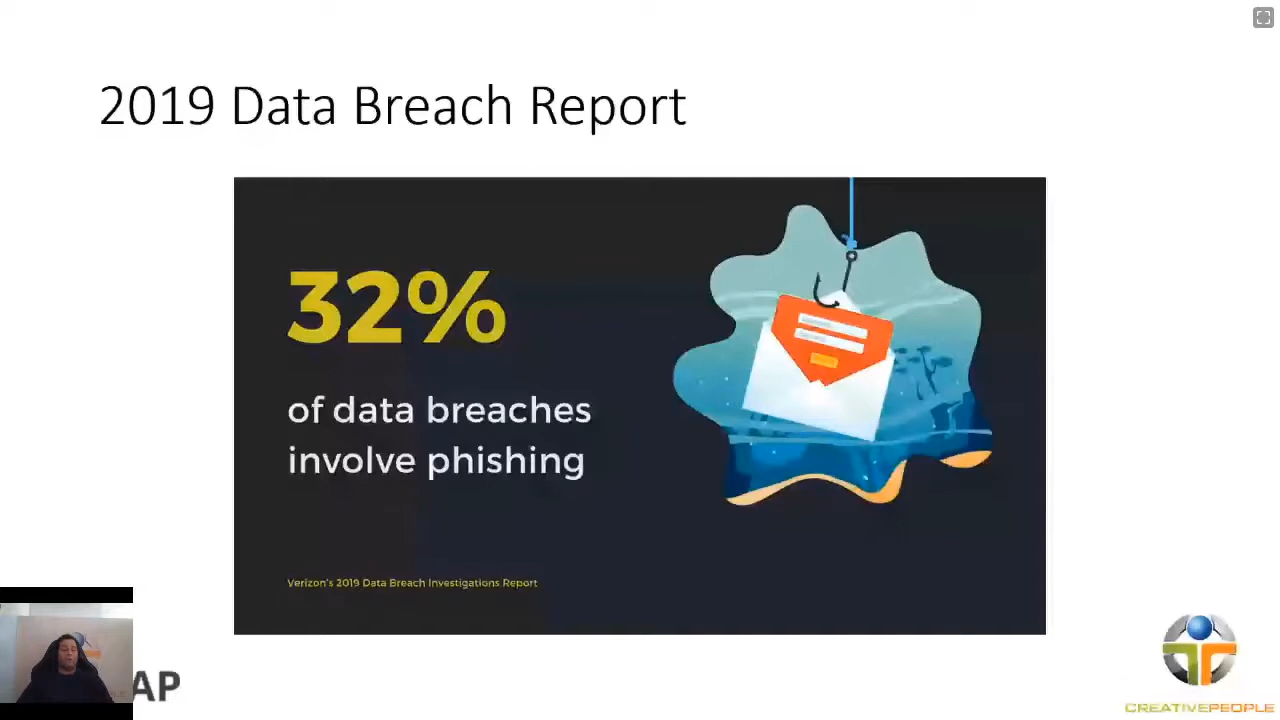 2019 Data Breach Report
32%
of data breaches
involve phishing
Verizon's 2019 Data Breach Investigations Report
AP
CREATIVEPEOPLE